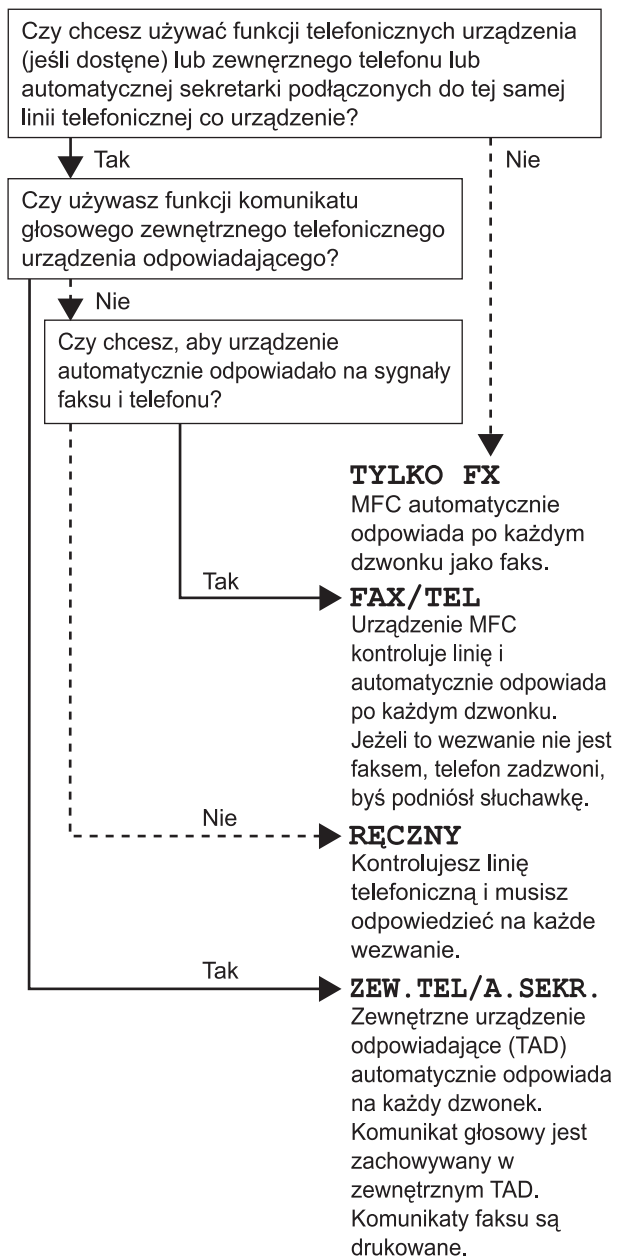 Czy chcesz używać funkcji telefonicznych urządzenia
(jeśli dostęne) lub zewnęrznego telefonu lub
automatycznej sekretarki podłączonych do tej samej
linii telefonicznej co urządzenie?
Tak
Nie
Czy używasz funkcji komunikatu
głosowego zewnętrznego telefonicznego
urządzenia odpowiadającego?
Nie
Czy chcesz, aby urządzenie
automatycznie odpowiadało na sygnały
faksu i telefonu?
TYLKO FX
MFC automatycznie
odpowiada po każdym
dzwonku jako faks.
Tak
FAX/TEL
Urządzenie MFC
kontroluje linię i
automatycznie odpowiada
po każdym dzwonku.
Jeżeli to wezwanie nie jest
faksem, telefon zadzwoni,
byś podniósł słuchawkę.
Nie
RĘCZNY
Kontrolujesz linię
telefoniczną i musisz
odpowiedzieć na każde
wezwanie.
Tak
ZEW.TEL/A.SEKR.
Zewnętrzne urządzenie
odpowiadające (TAD)
automatycznie odpowiada
na każdy dzwonek.
Komunikat głosowy jest
zachowywany w
zewnętrznym TAD.
Komunikaty faksu są
drukowane.